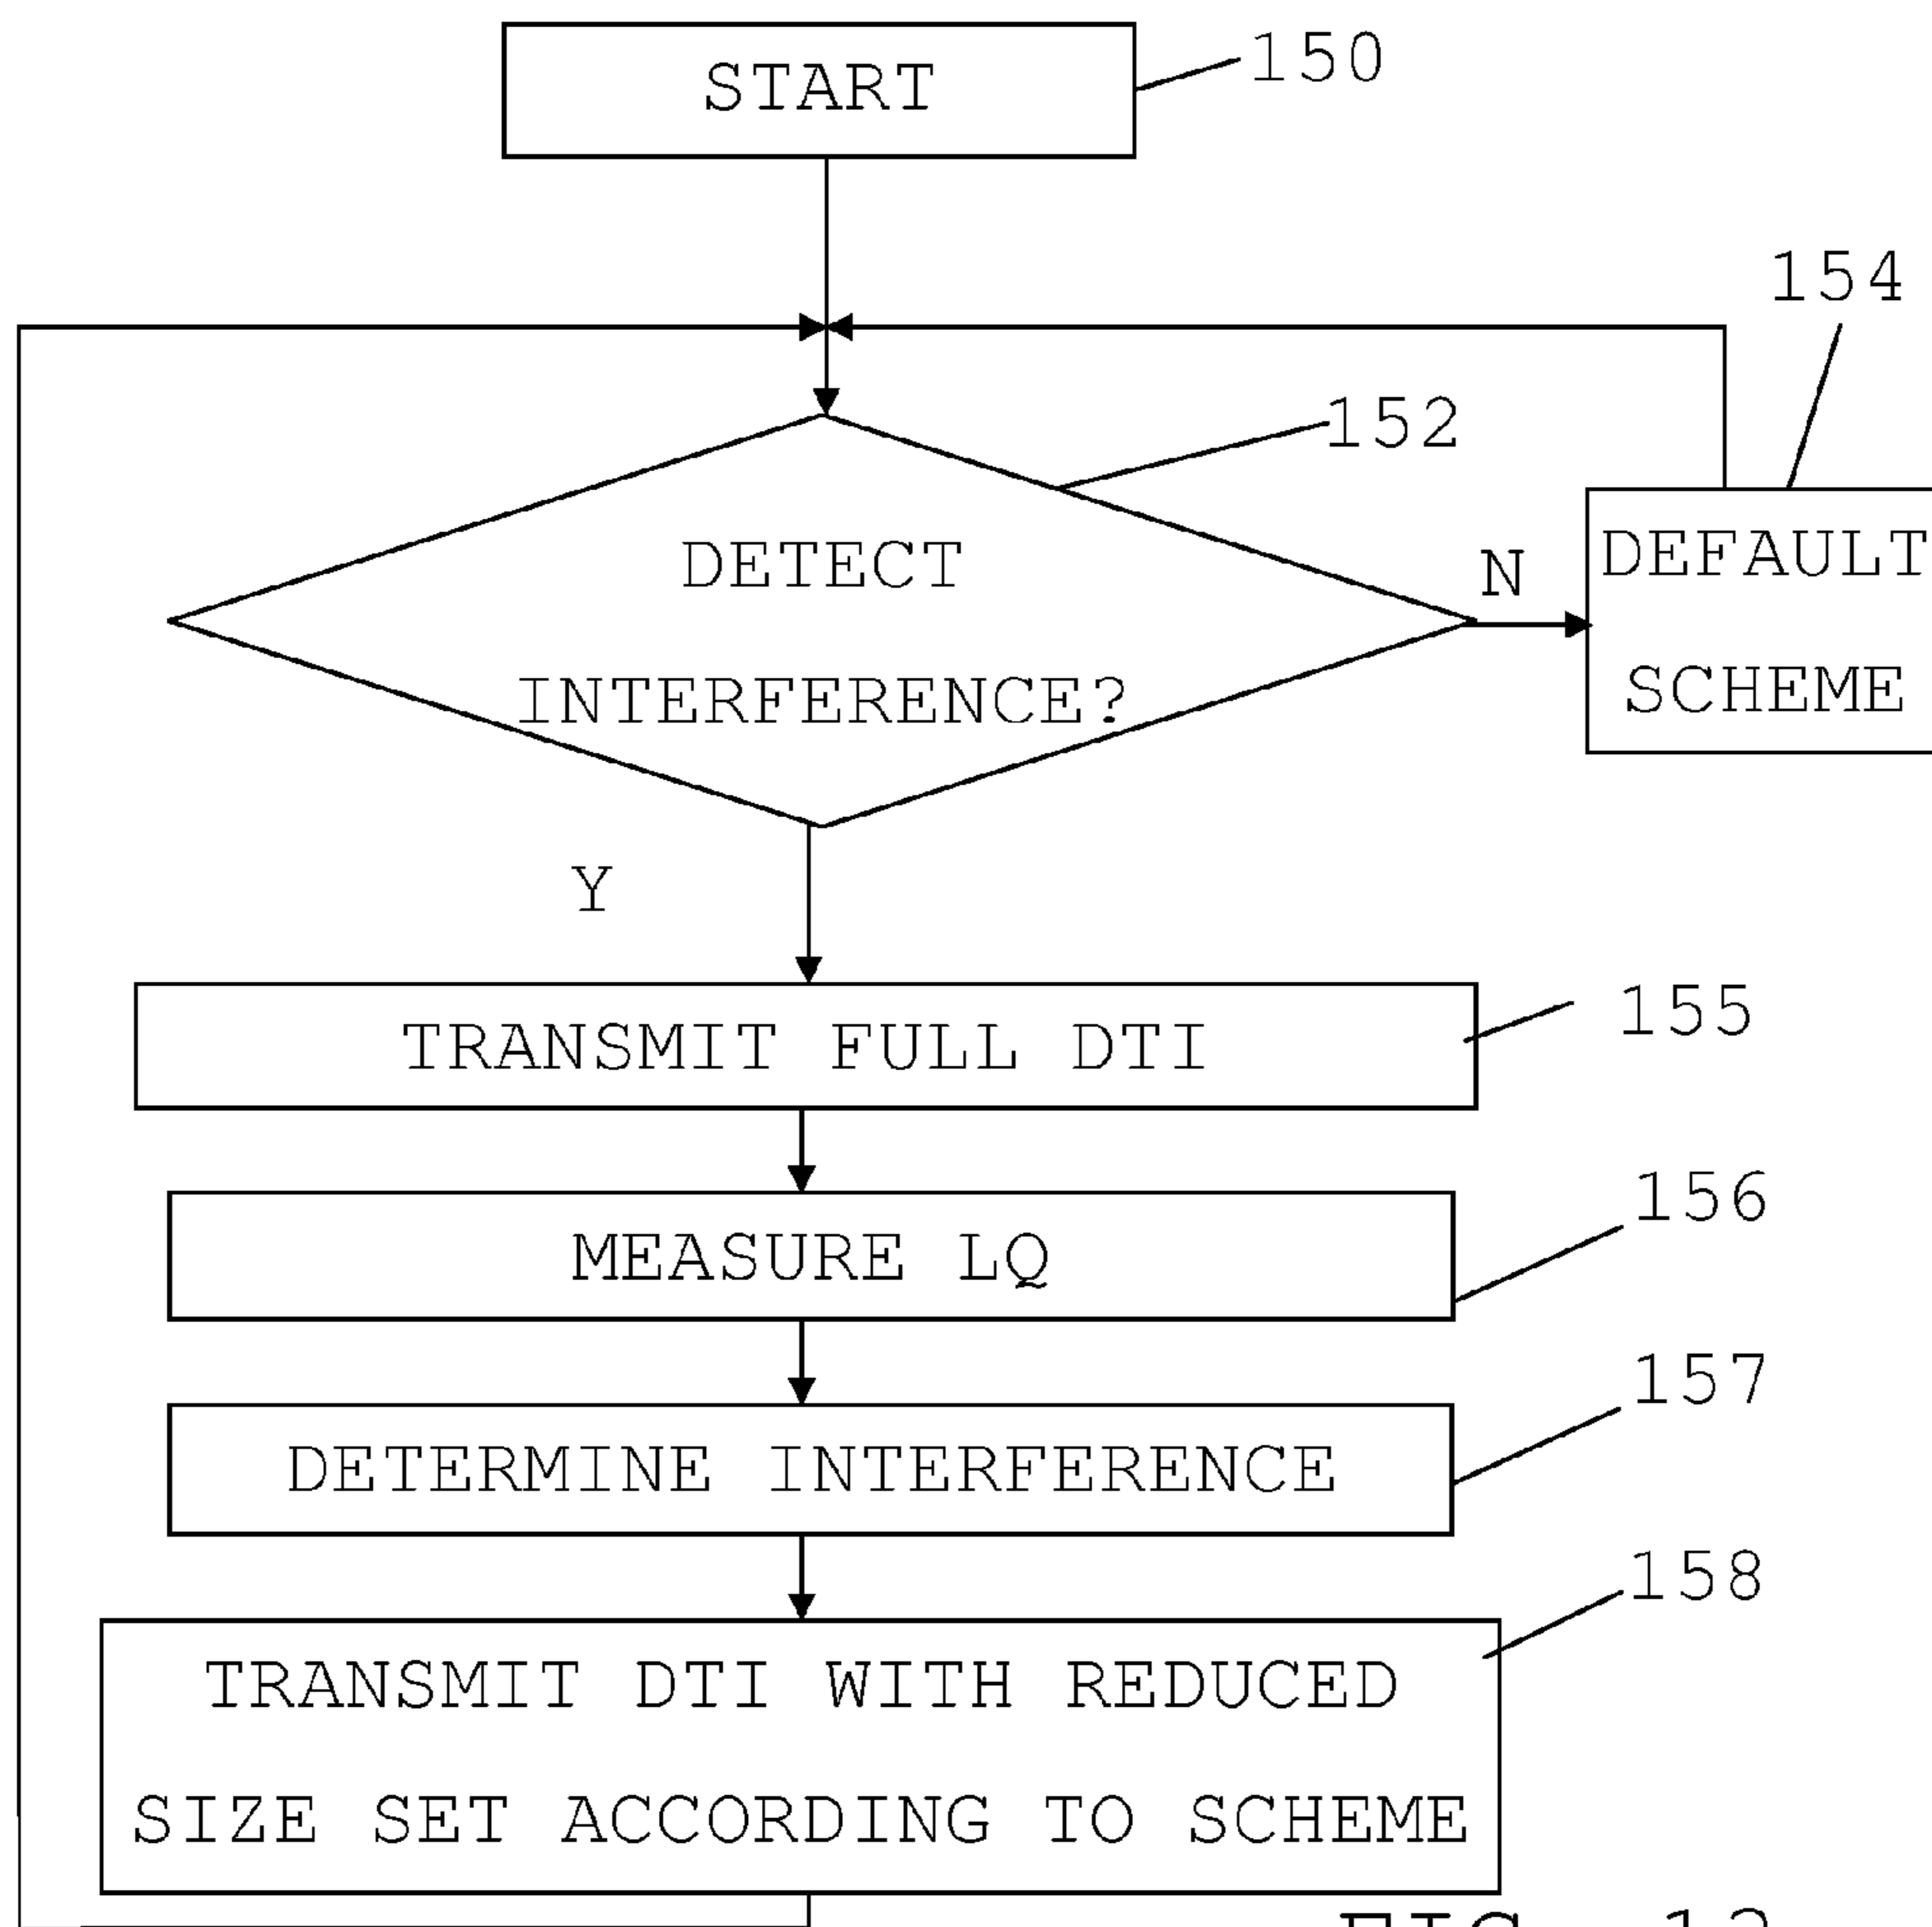 START
150
154
152
DETECT
INTERFERENCE?
N
DEFAULT
SCHEME
Y
TRANSMIT FULL DTI
155
MEASURE LQ
156
DETERMINE INTERFERENCE
157
158
TRANSMIT DTI WITH REDUCED
SIZE SET ACCORDING TO SCHEME